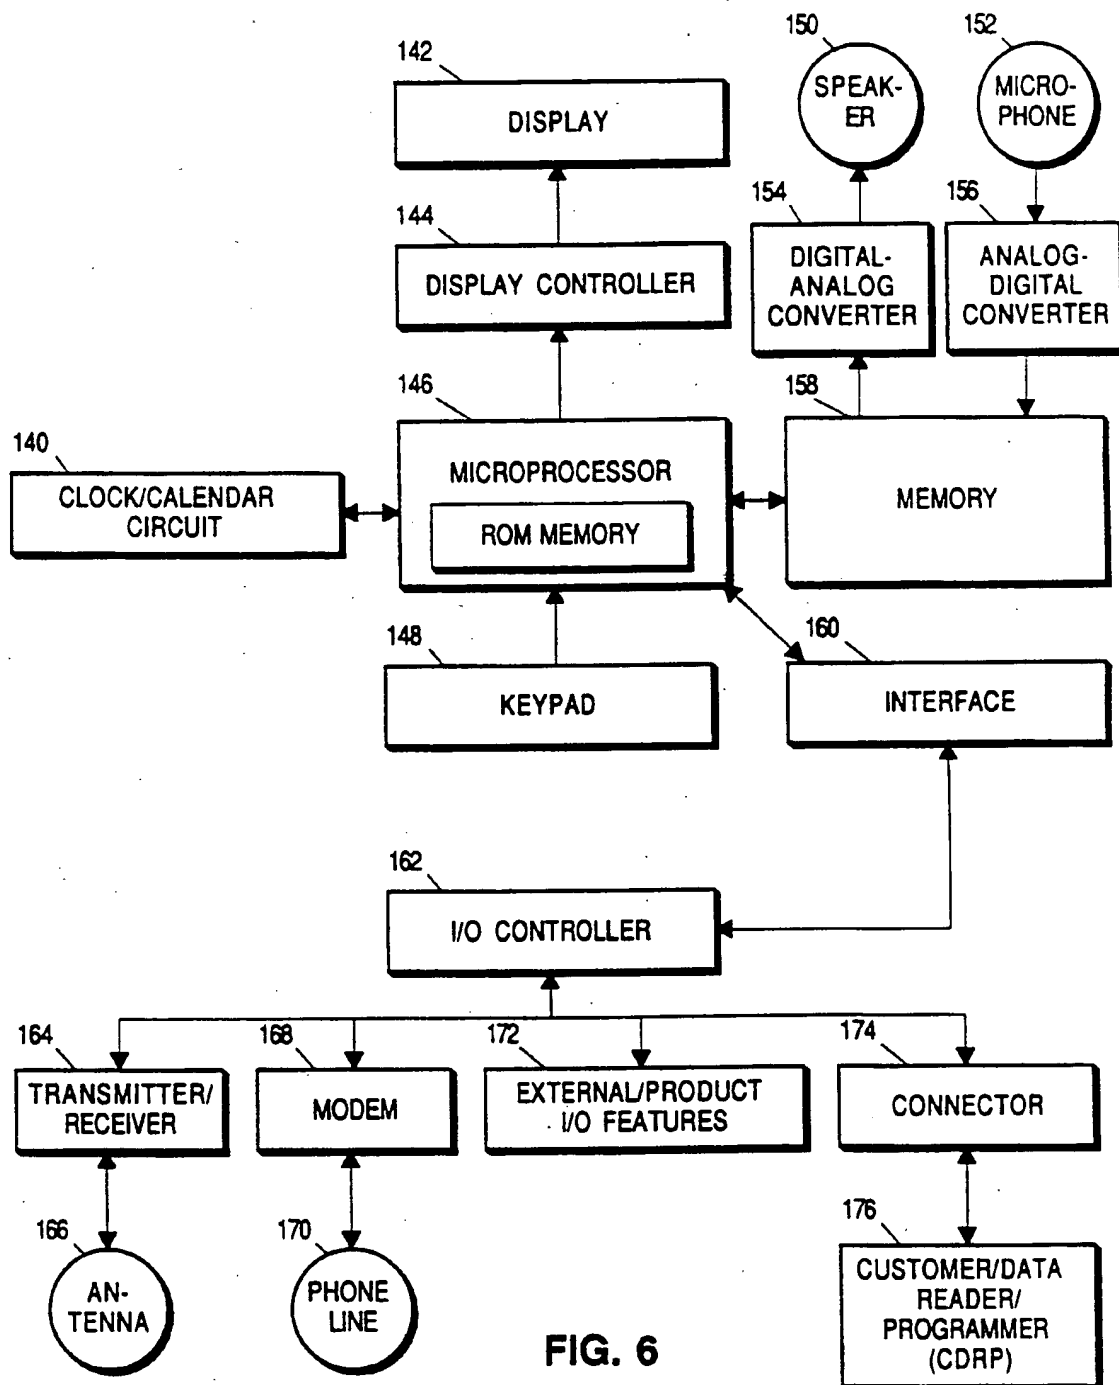 150
152
142
SPEAK-
ER
MICRO-
PHONE
DISPLAY
154
156
144
DIGITAL-
ANALOG
CONVERTER
ANALOG-
DIGITAL
CONVERTER
DISPLAY CONTROLLER
146
158
140
MICROPROCESSOR
ROM MEMORY
MEMORY
CLOCK/CALENDAR
CIRCUIT
148
160
KEYPAD
INTERFACE
162
I/O CONTROLLER
164
168
172
174
TRANSMITTER/
RECEIVER
MODEM
EXTERNAL/PRODUCT
I/O FEATURES
CONNECTOR
166
170
176
AN-
TENNA
PHONE
LINE
CUSTOMER/DATA
READER/
PROGRAMMER
(CDRP)
FIG. 6